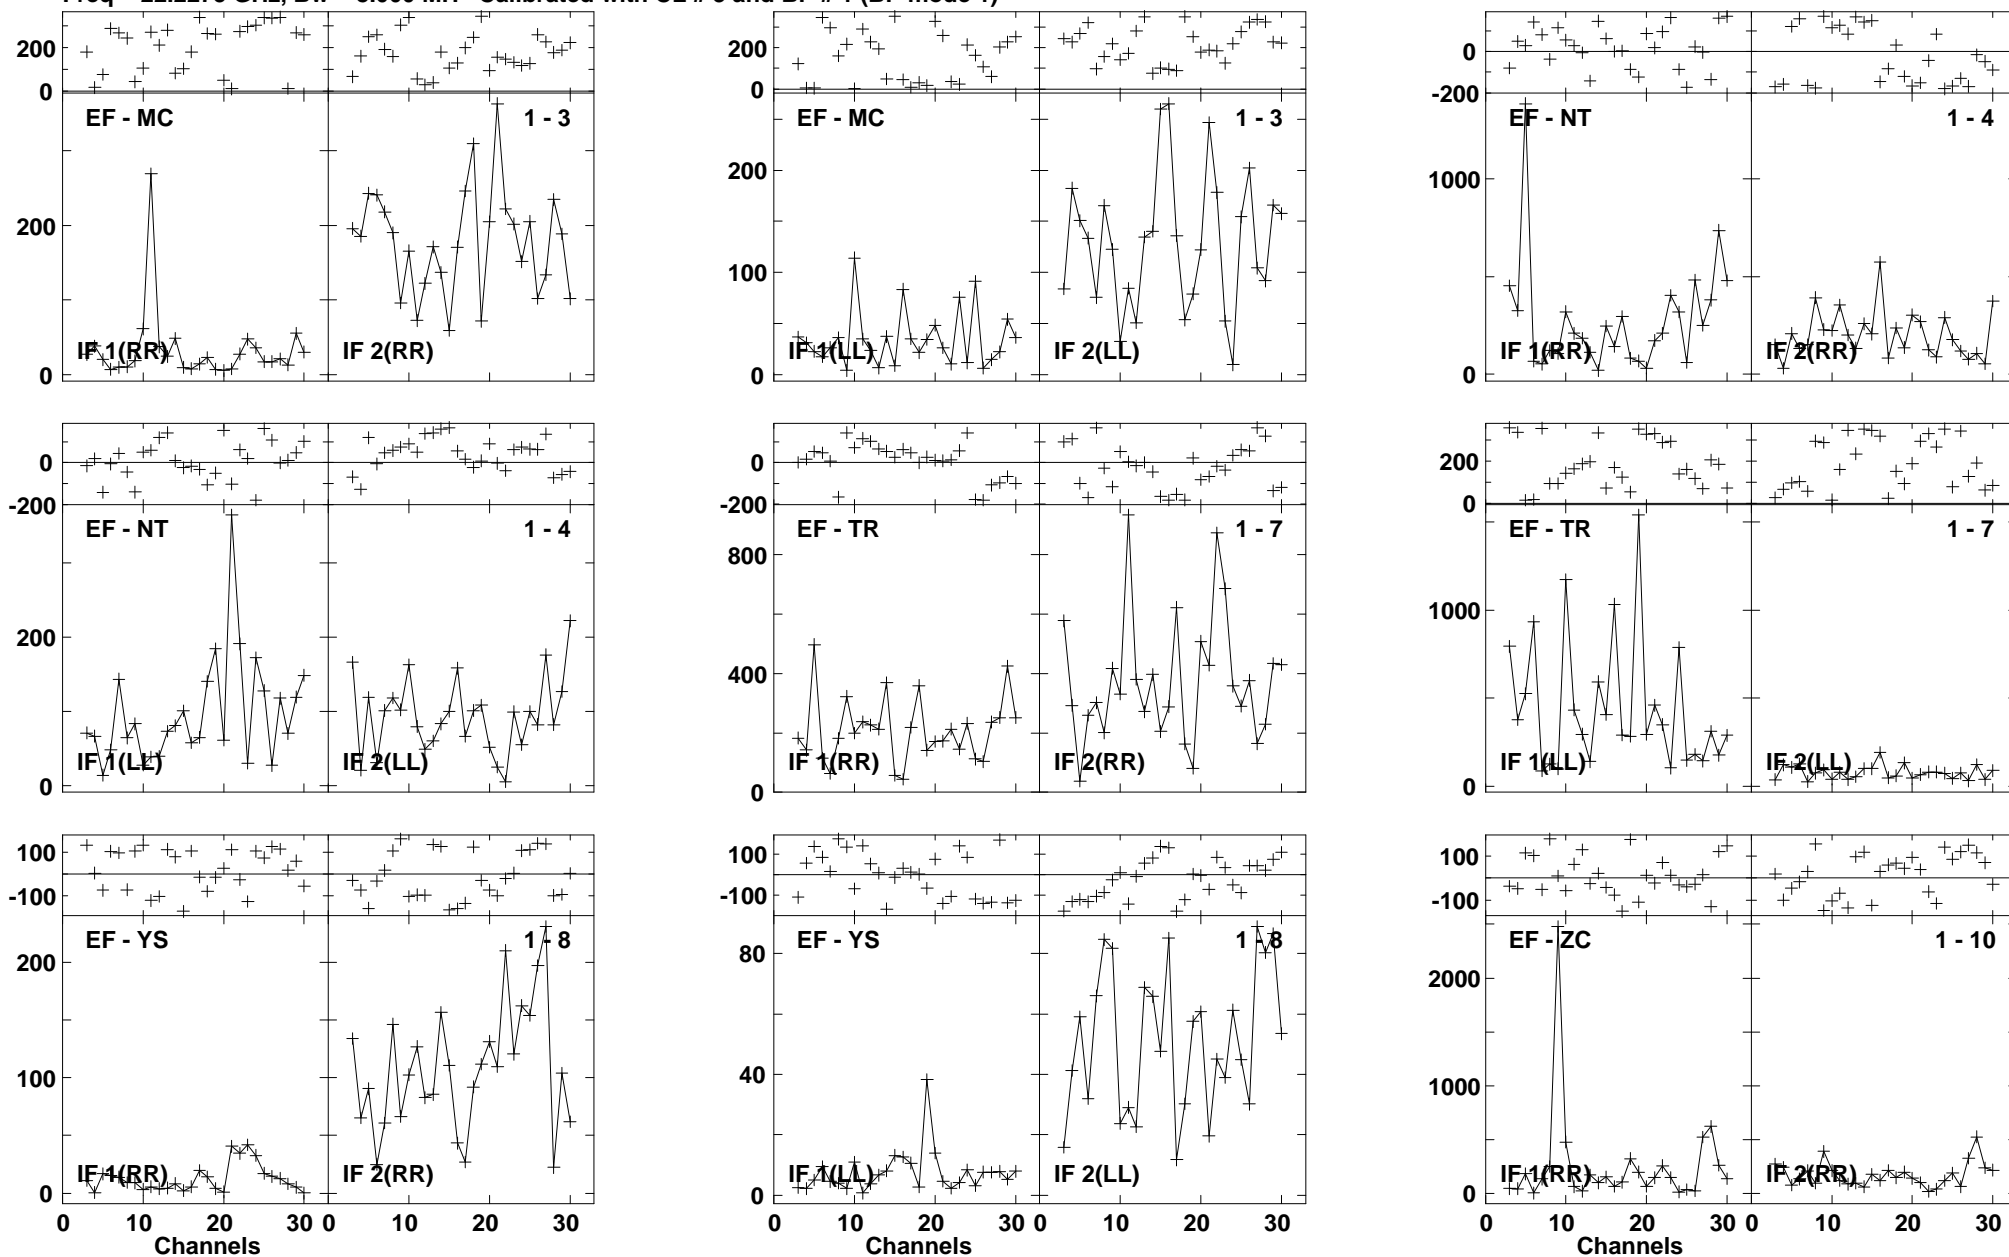 200
0
200
0
0
-200
EF - MC
1 - 3
EF - MC
1 - 3
EF - NT
1 - 4
200
0
200
100
0
1000
0
IF 1(RR)
IF 2(RR)
IF 1(LL)
IF 2(LL)
IF 1(RR)
IF 2(RR)
0
-200
0
-200
200
0
EF - NT
1 - 4
EF - TR
1 - 7
EF - TR
1 - 7
200
0
800
400
0
1000
0
IF 1(LL)
IF 2(LL)
IF 1(RR)
IF 2(RR)
IF 1(LL)
IF 2(LL)
100
-100
100
-100
100
-100
EF - YS
1 - 8
EF - YS
1 - 8
EF - ZC
1 - 10
200
100
0
80
40
0
2000
1000
0
IF 1(RR)
IF 2(RR)
IF 1(LL)
IF 2(LL)
IF 1(RR)
IF 2(RR)
0 10 20 30 0 10 20 30
0 10 20 30 0 10 20 30
0 10 20 30 0 10 20 30
Channels
Channels
Channels